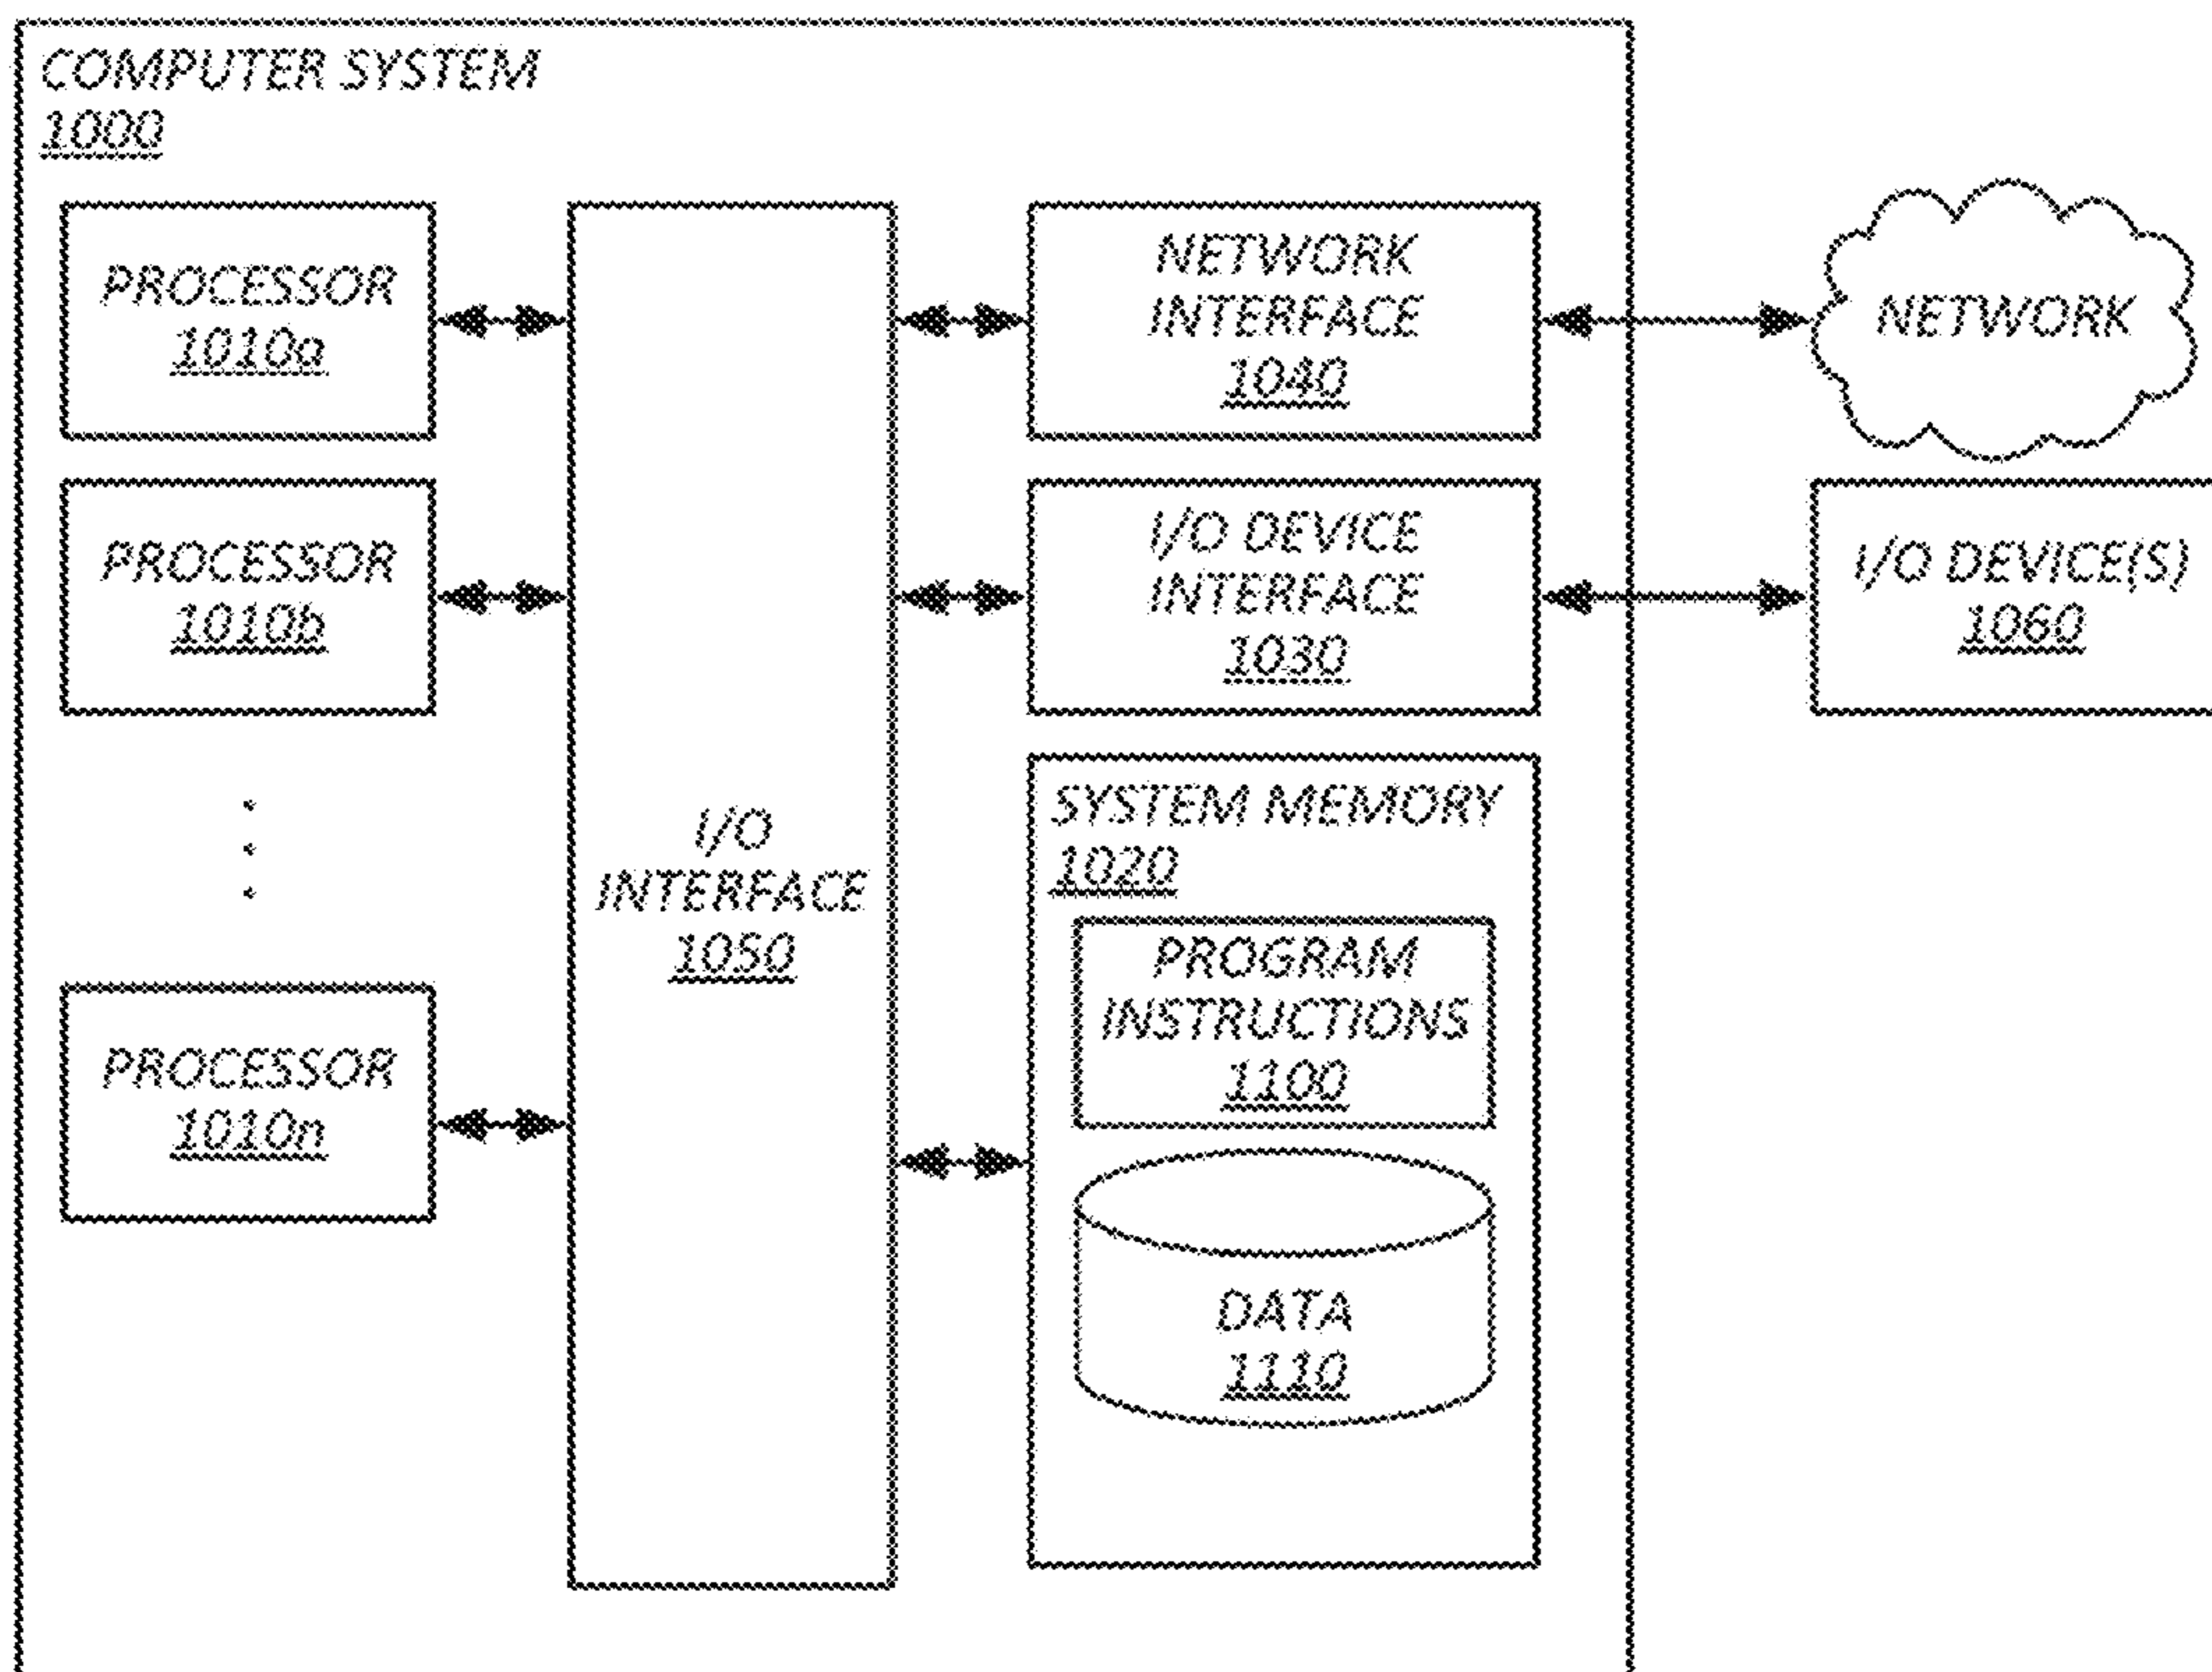 COMPUTER SYSTEM
1000
PROCESSOR
1010a
PROCESSOR
1010b
PROCESSOR
1010n
I/O
INTERFACE
1050
NETWORK
INTERFACE
1040
I/O DEVICE
INTERFACE
1030
SYSTEM MEMORY
1020
PROGRAM
INSTRUCTIONS
1100
DATA
1110
NETWORK
I/O DEVICE(S)
1060